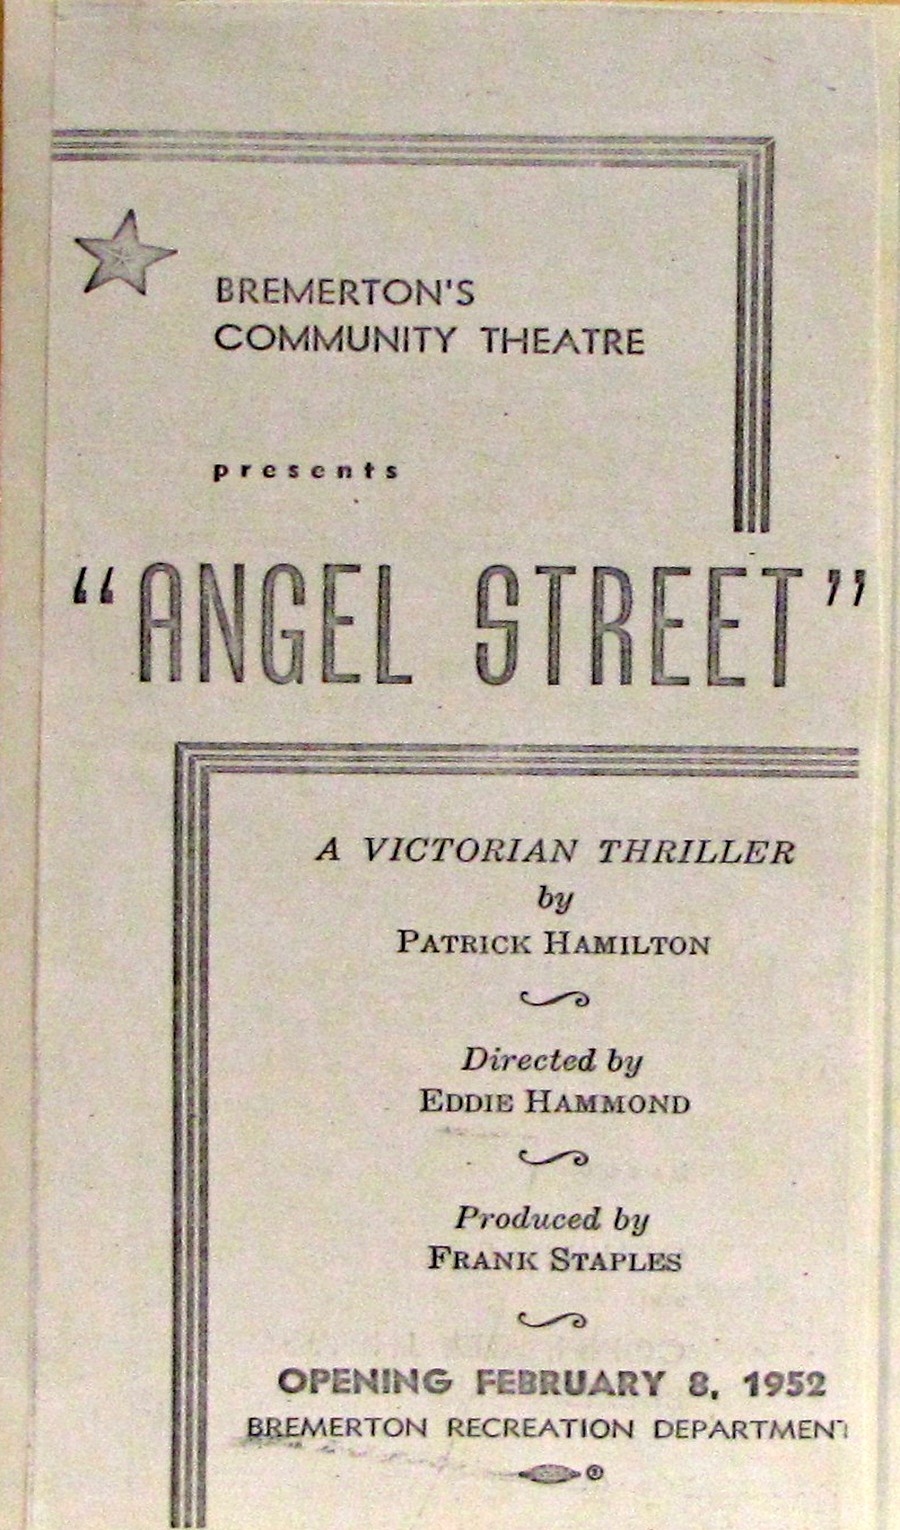 BREMERTON'S
COMMUNITY THEATRE
presents
"ANGEL STREET"
A VICTORIAN THRILLER
by
PATRICK HAMILTON
Directed by
EDDIE HAMMOND
Produced by
FRANK STAPLES
OPENING FEBRUARY 8, 1952
BREMERTON RECREATION DEPARTMENT